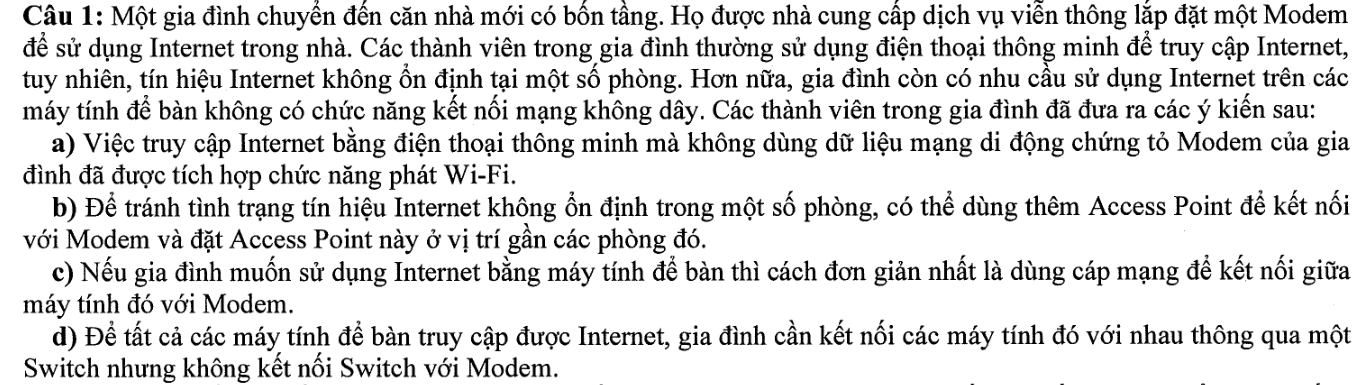 Câu 1: Một gia đình chuyển đến căn nhà mới có bốn tầng. Họ được nhà cung cấp dịch vụ viễn thông lắp đặt một Modem
để sử dụng Internet trong nhà. Các thành viên trong gia đình thường sử dụng điện thoại thông minh để truy cập Internet,
tuy nhiên, tín hiệu Internet không ổn định tại một số phòng. Hơn nữa, gia đình còn có nhu cầu sử dụng Internet trên các
máy tính để bàn không có chức năng kết nối mạng không dây. Các thành viên trong gia đình đã đưa ra các ý kiến sau:
a) Việc truy cập Internet bằng điện thoại thông minh mà không dùng dữ liệu mạng di động chứng tỏ Modem của gia
đình đã được tích hợp chức năng phát Wi-Fi.
b) Để tránh tình trạng tín hiệu Internet không ổn định trong một số phòng, có thể dùng thêm Access Point để kết nối
với Modem và đặt Access Point này ở vị trí gần các phòng đó.
c) Nếu gia đình muốn sử dụng Internet bằng máy tính để bàn thì cách đơn giản nhất là dùng cáp mạng để kết nối giữa
máy tính đó với Modem.
d) Để tất cả các máy tính để bàn truy cập được Internet, gia đình cần kết nối các máy tính đó với nhau thông qua một
Switch nhưng không kết nối Switch với Modem.